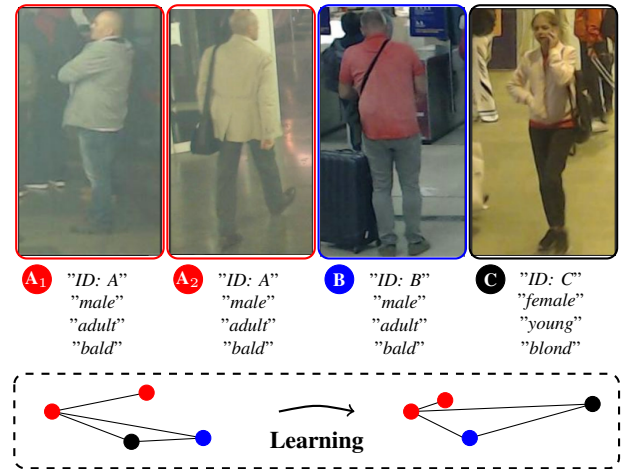 A1 "ID: A" A2 "ID: A" B "ID: B" C "ID: C"
"male" "male" "male" "female"
"adult" "adult" "adult" "young"
"bald" "bald" "bald" "blond"
Learning